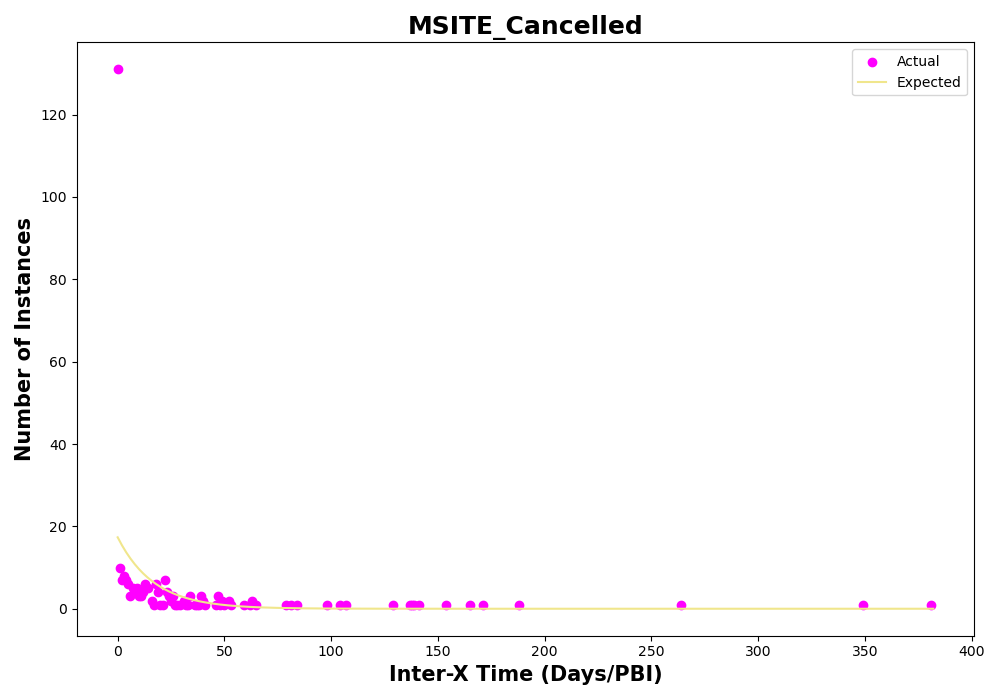 MSITE_Cancelled
Actual
Expected
120
100
80
60
40
20
0
Number of Instances
0 50 100 150 200 250 300 350 400
Inter-X Time (Days/PBI)